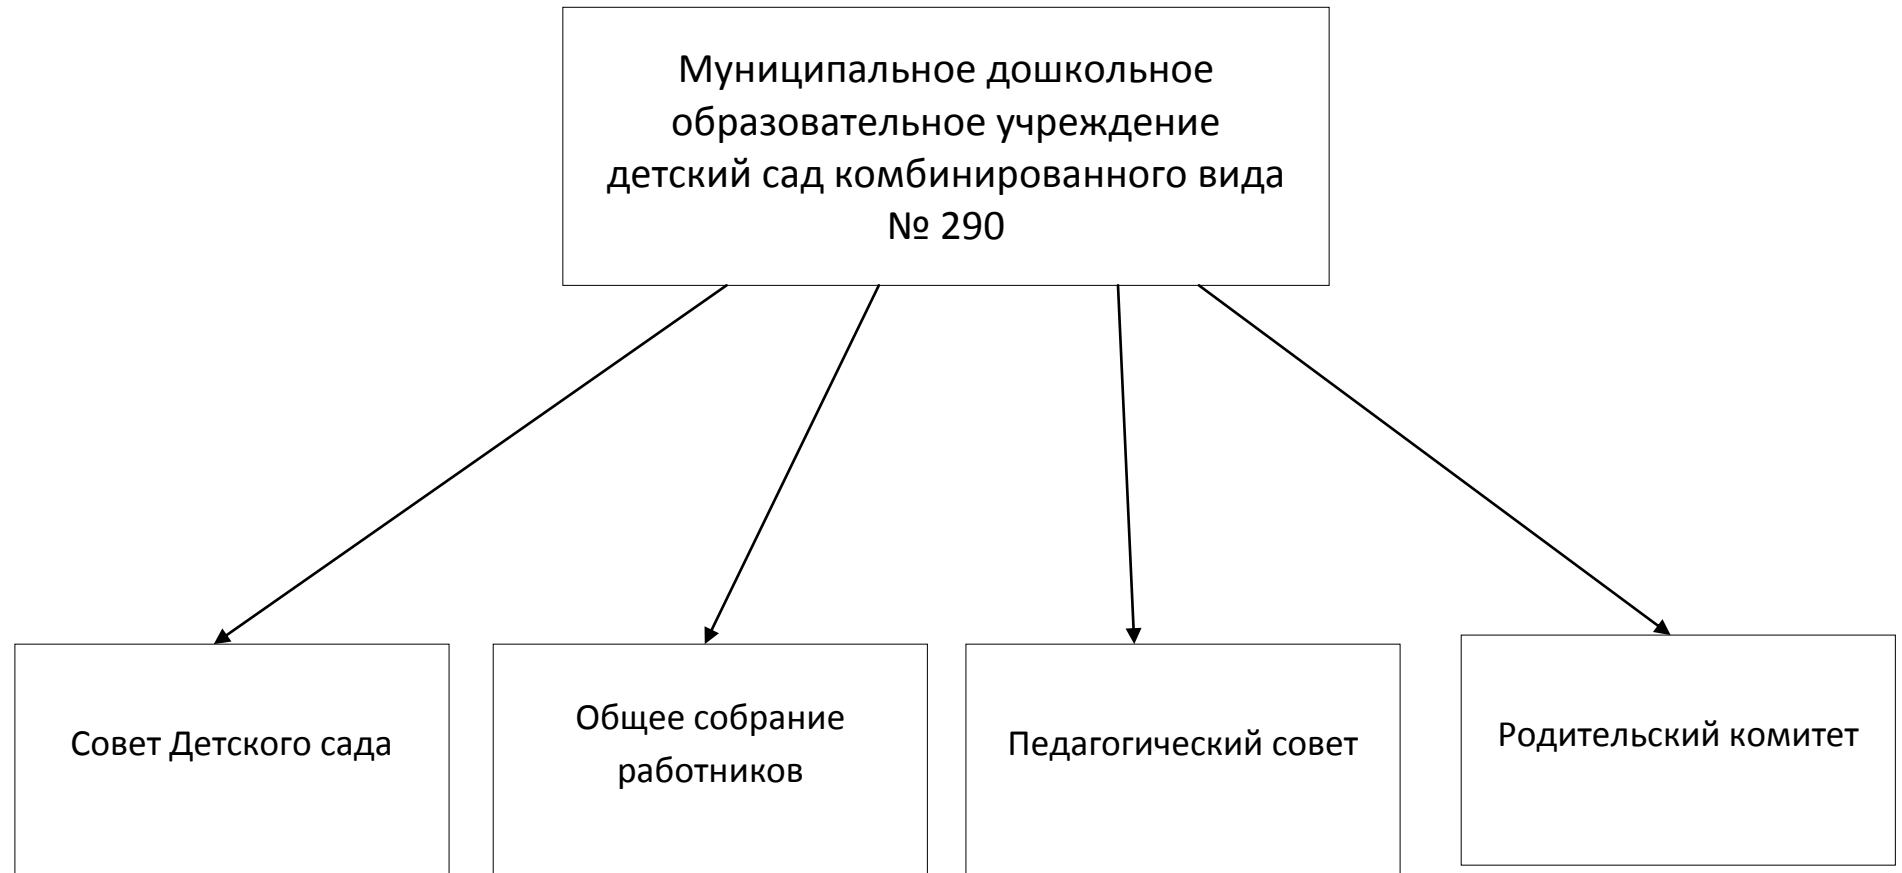 Муниципальное дошкольное
образовательное учреждение
детский сад комбинированного вида
№ 290
Совет Детского сада
Общее собрание
работников
Педагогический совет
Родительский комитет